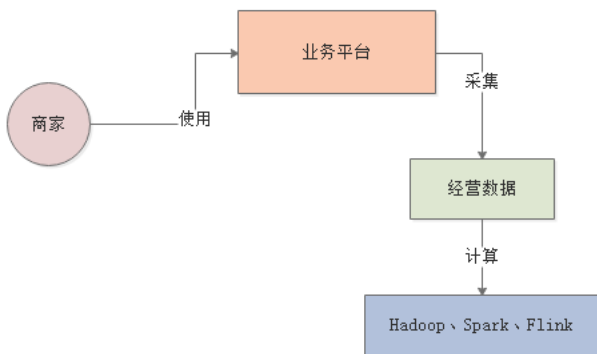 业务平台
采集
商家
使用
经营数据
计算
Hadoop、Spark、Flink